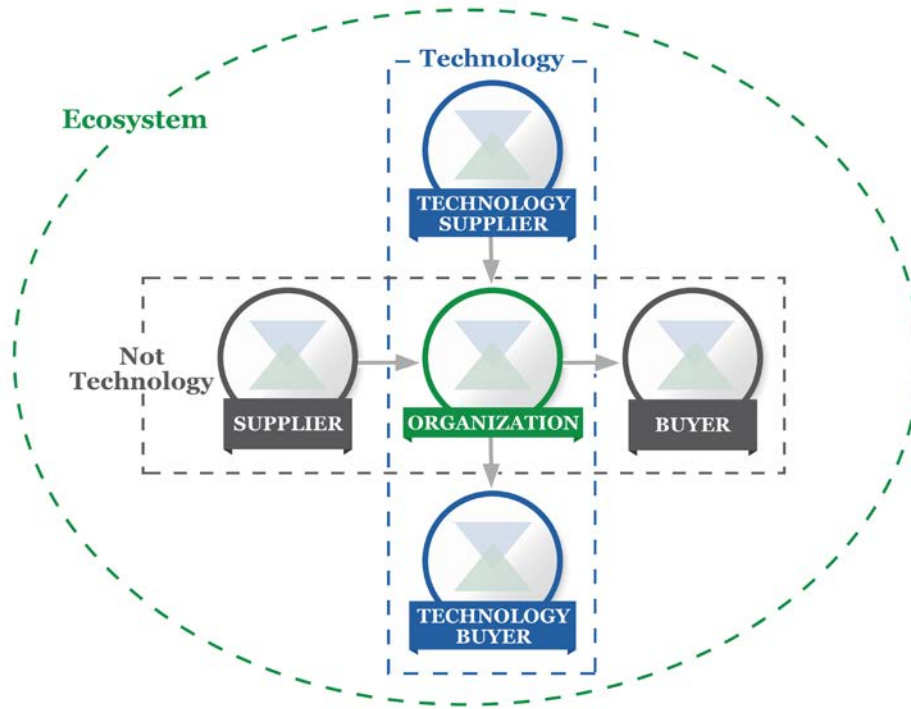 Technology
Ecosystem
TECHNOLOGY
SUPPLIER
Not
Technology
SUPPLIER
ORGANIZATION
BUYER
TECHNOLOGY
BUYER